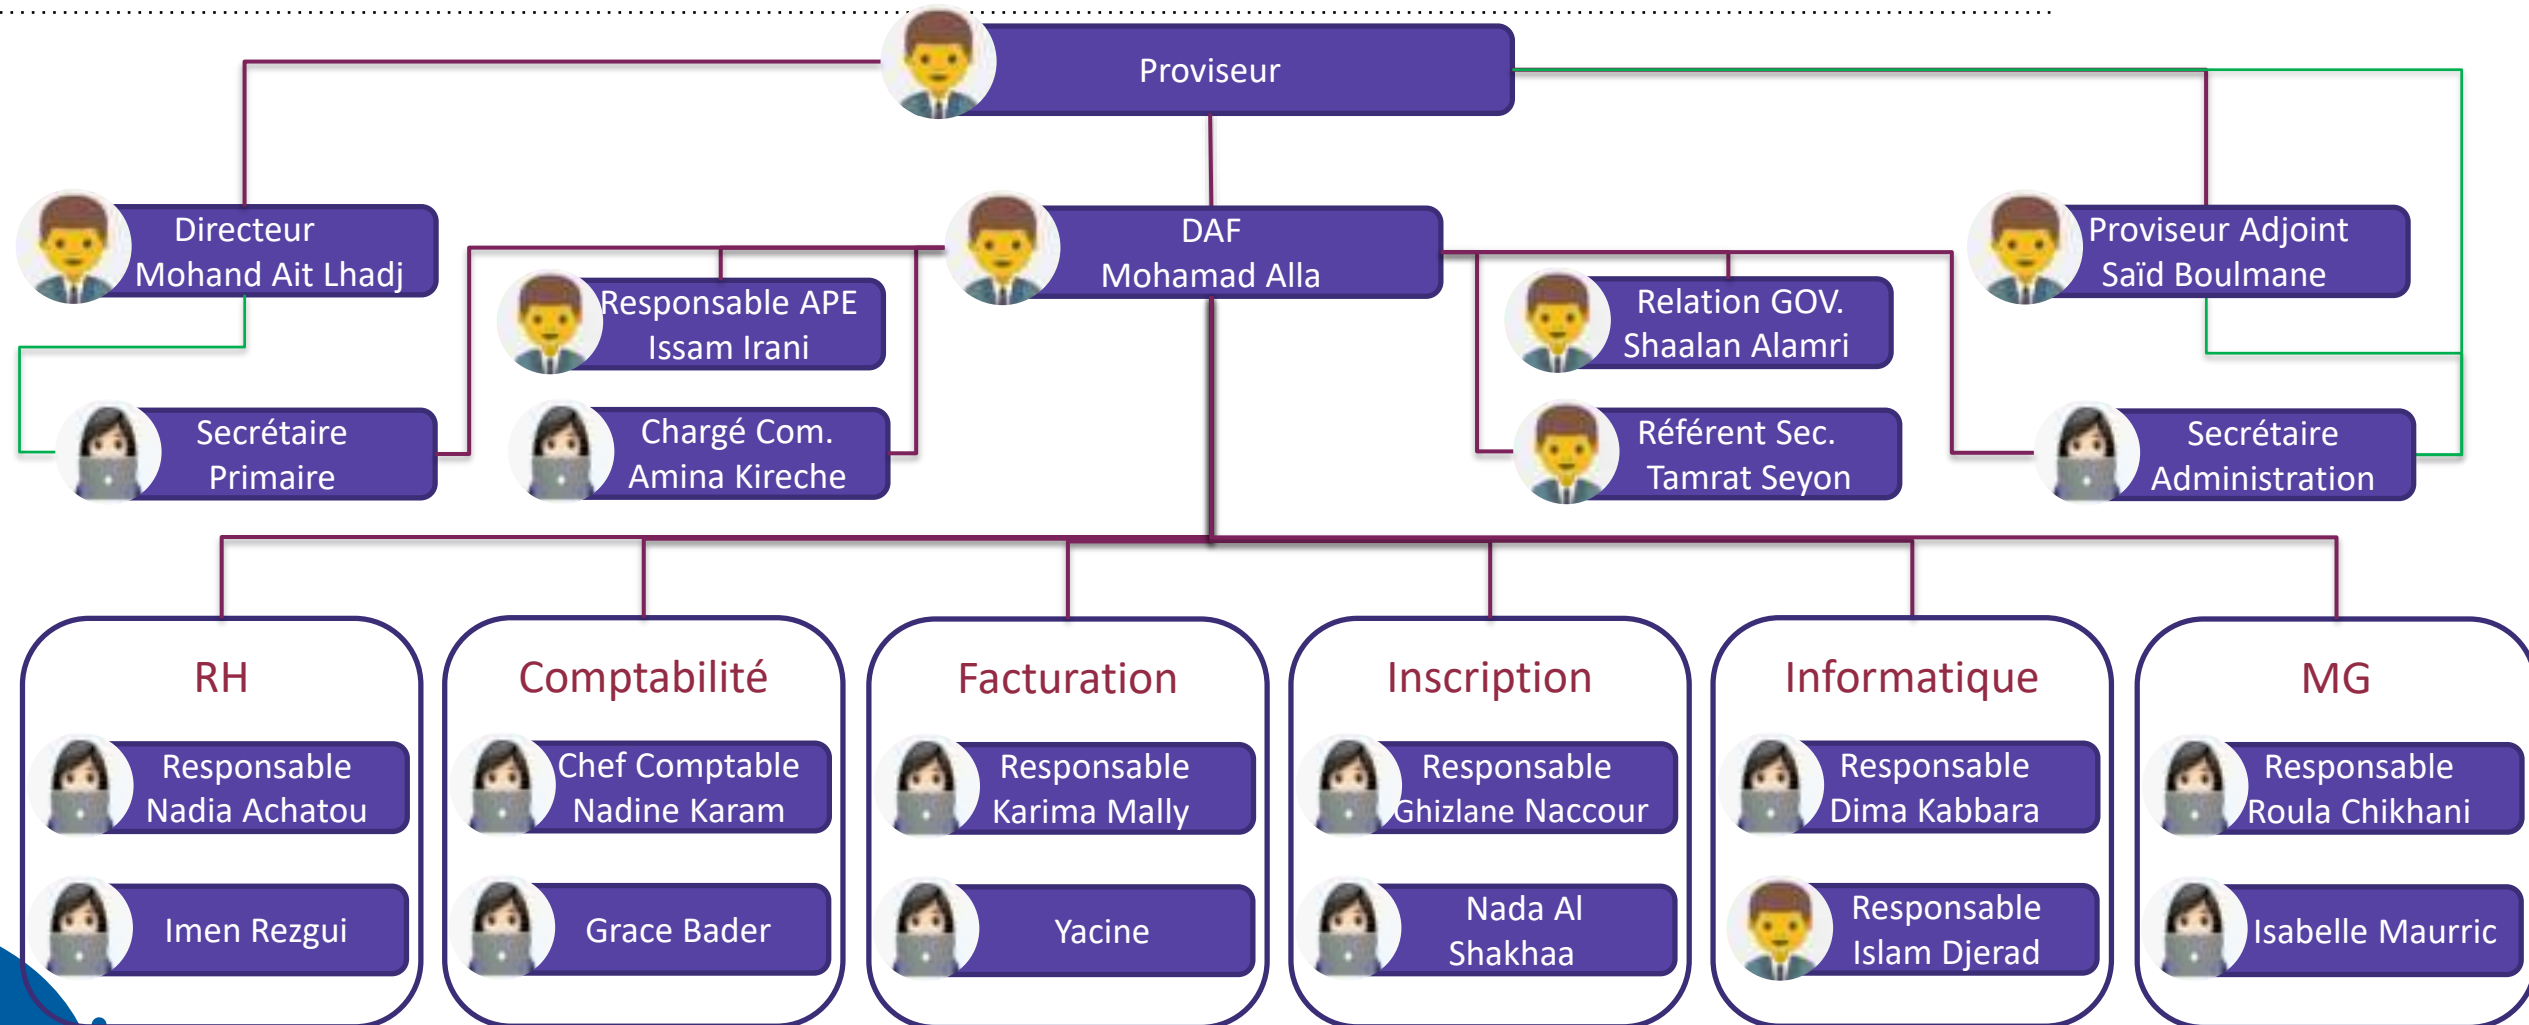 Proviseur
Directeur
Mohand Ait Lhadj
DAF
Mohamad Alla
Proviseur Adjoint
Saïd Boulmane
Responsable APE
Issam Irani
Relation GOV.
Shaalan Alamri
Secrétaire
Primaire
Chargé Com.
Amina Kireche
Référent Sec.
Tamrat Seyon
Secrétaire
Administration
RH
Responsable
Nadia Achatou
Imen Rezgui
Comptabilité
Chef Comptable
Nadine Karam
Grace Bader
Facturation
Responsable
Karima Mally
Yacine
Inscription
Responsable
Ghizlane Naccour
Nada Al
Shakhaa
Informatique
Responsable
Dima Kabbara
Responsable
Islam Djerad
MG
Responsable
Roula Chikhani
Isabelle Maurric